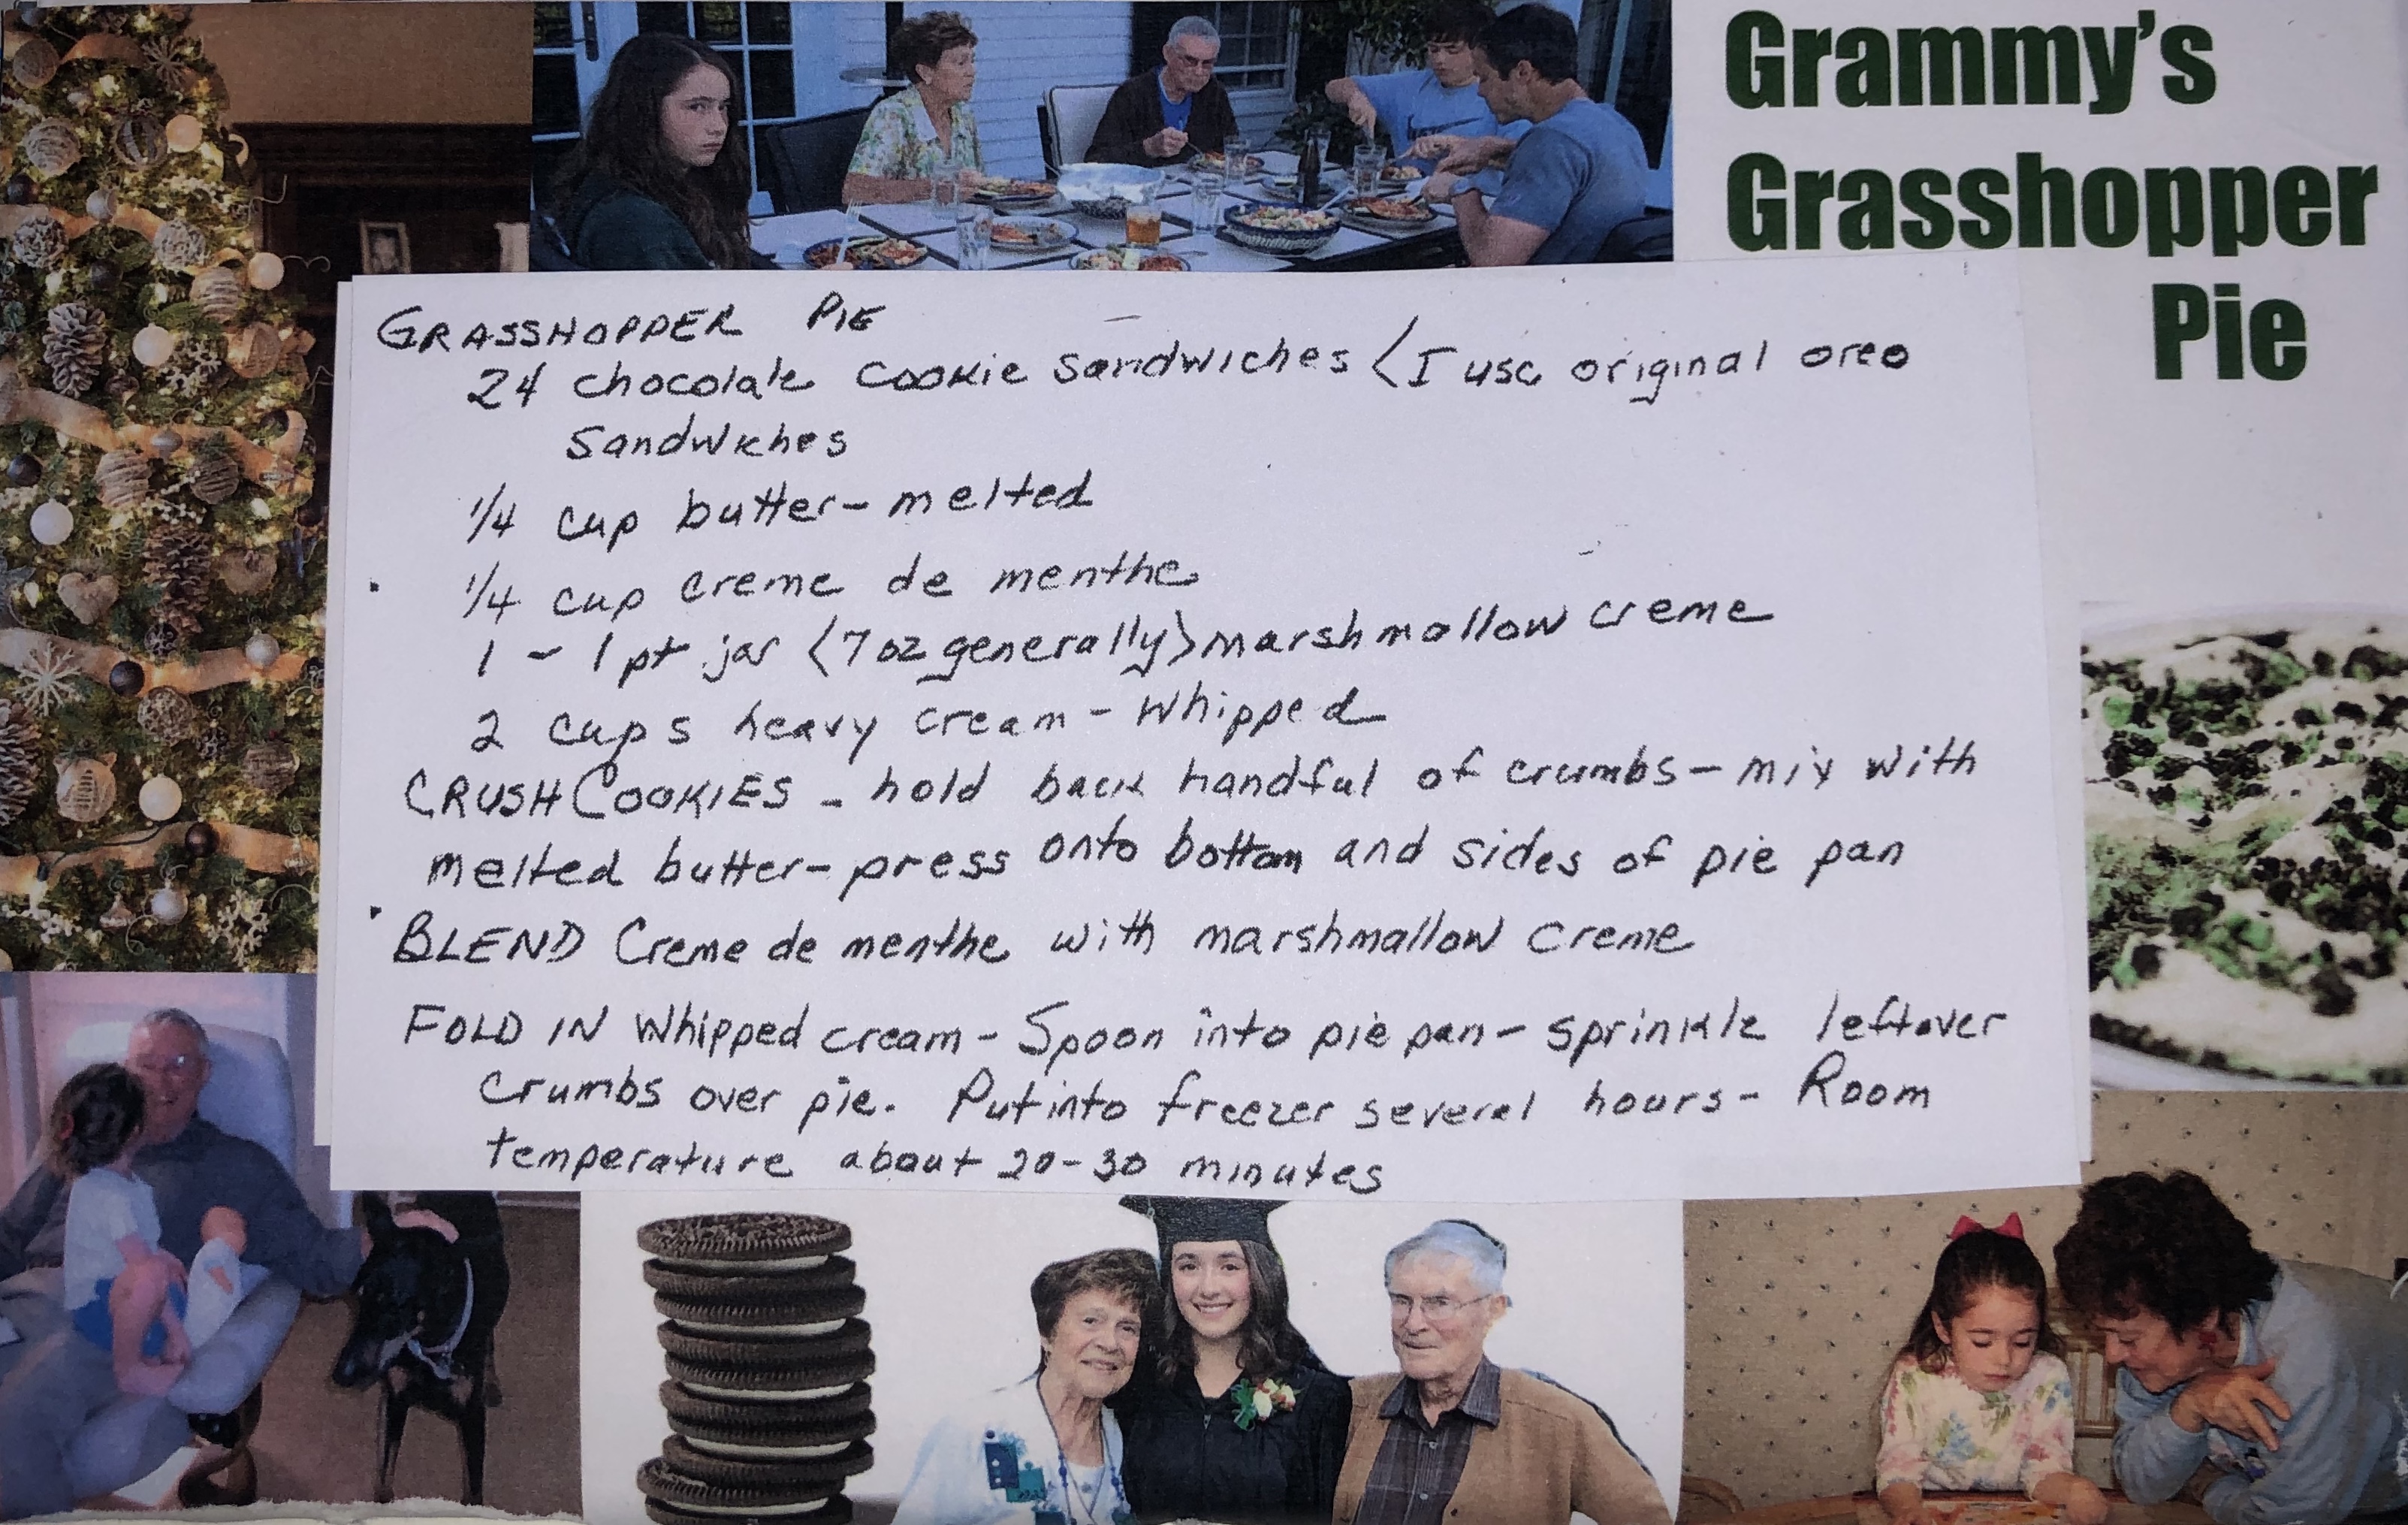 Grammy's
Grasshopper
Pie
GRASSHOPPER PIE
24 chocolate cookie sandwiches <I use original oreo
sandwiches
1/4 cup butter - melted
1/4 cup creme de menthe
1 - 1 pt jar <7 oz generally> marshmallow creme
2 cups heavy cream - whipped
CRUSH COOKIES - hold back handful of crumbs - mix with
melted butter - press onto bottom and sides of pie pan
BLEND Creme de menthe with marshmallow creme
FOLD IN whipped cream - Spoon into pie pan - sprinkle leftover
crumbs over pie. Put into freezer several hours - Room
temperature about 20-30 minutes